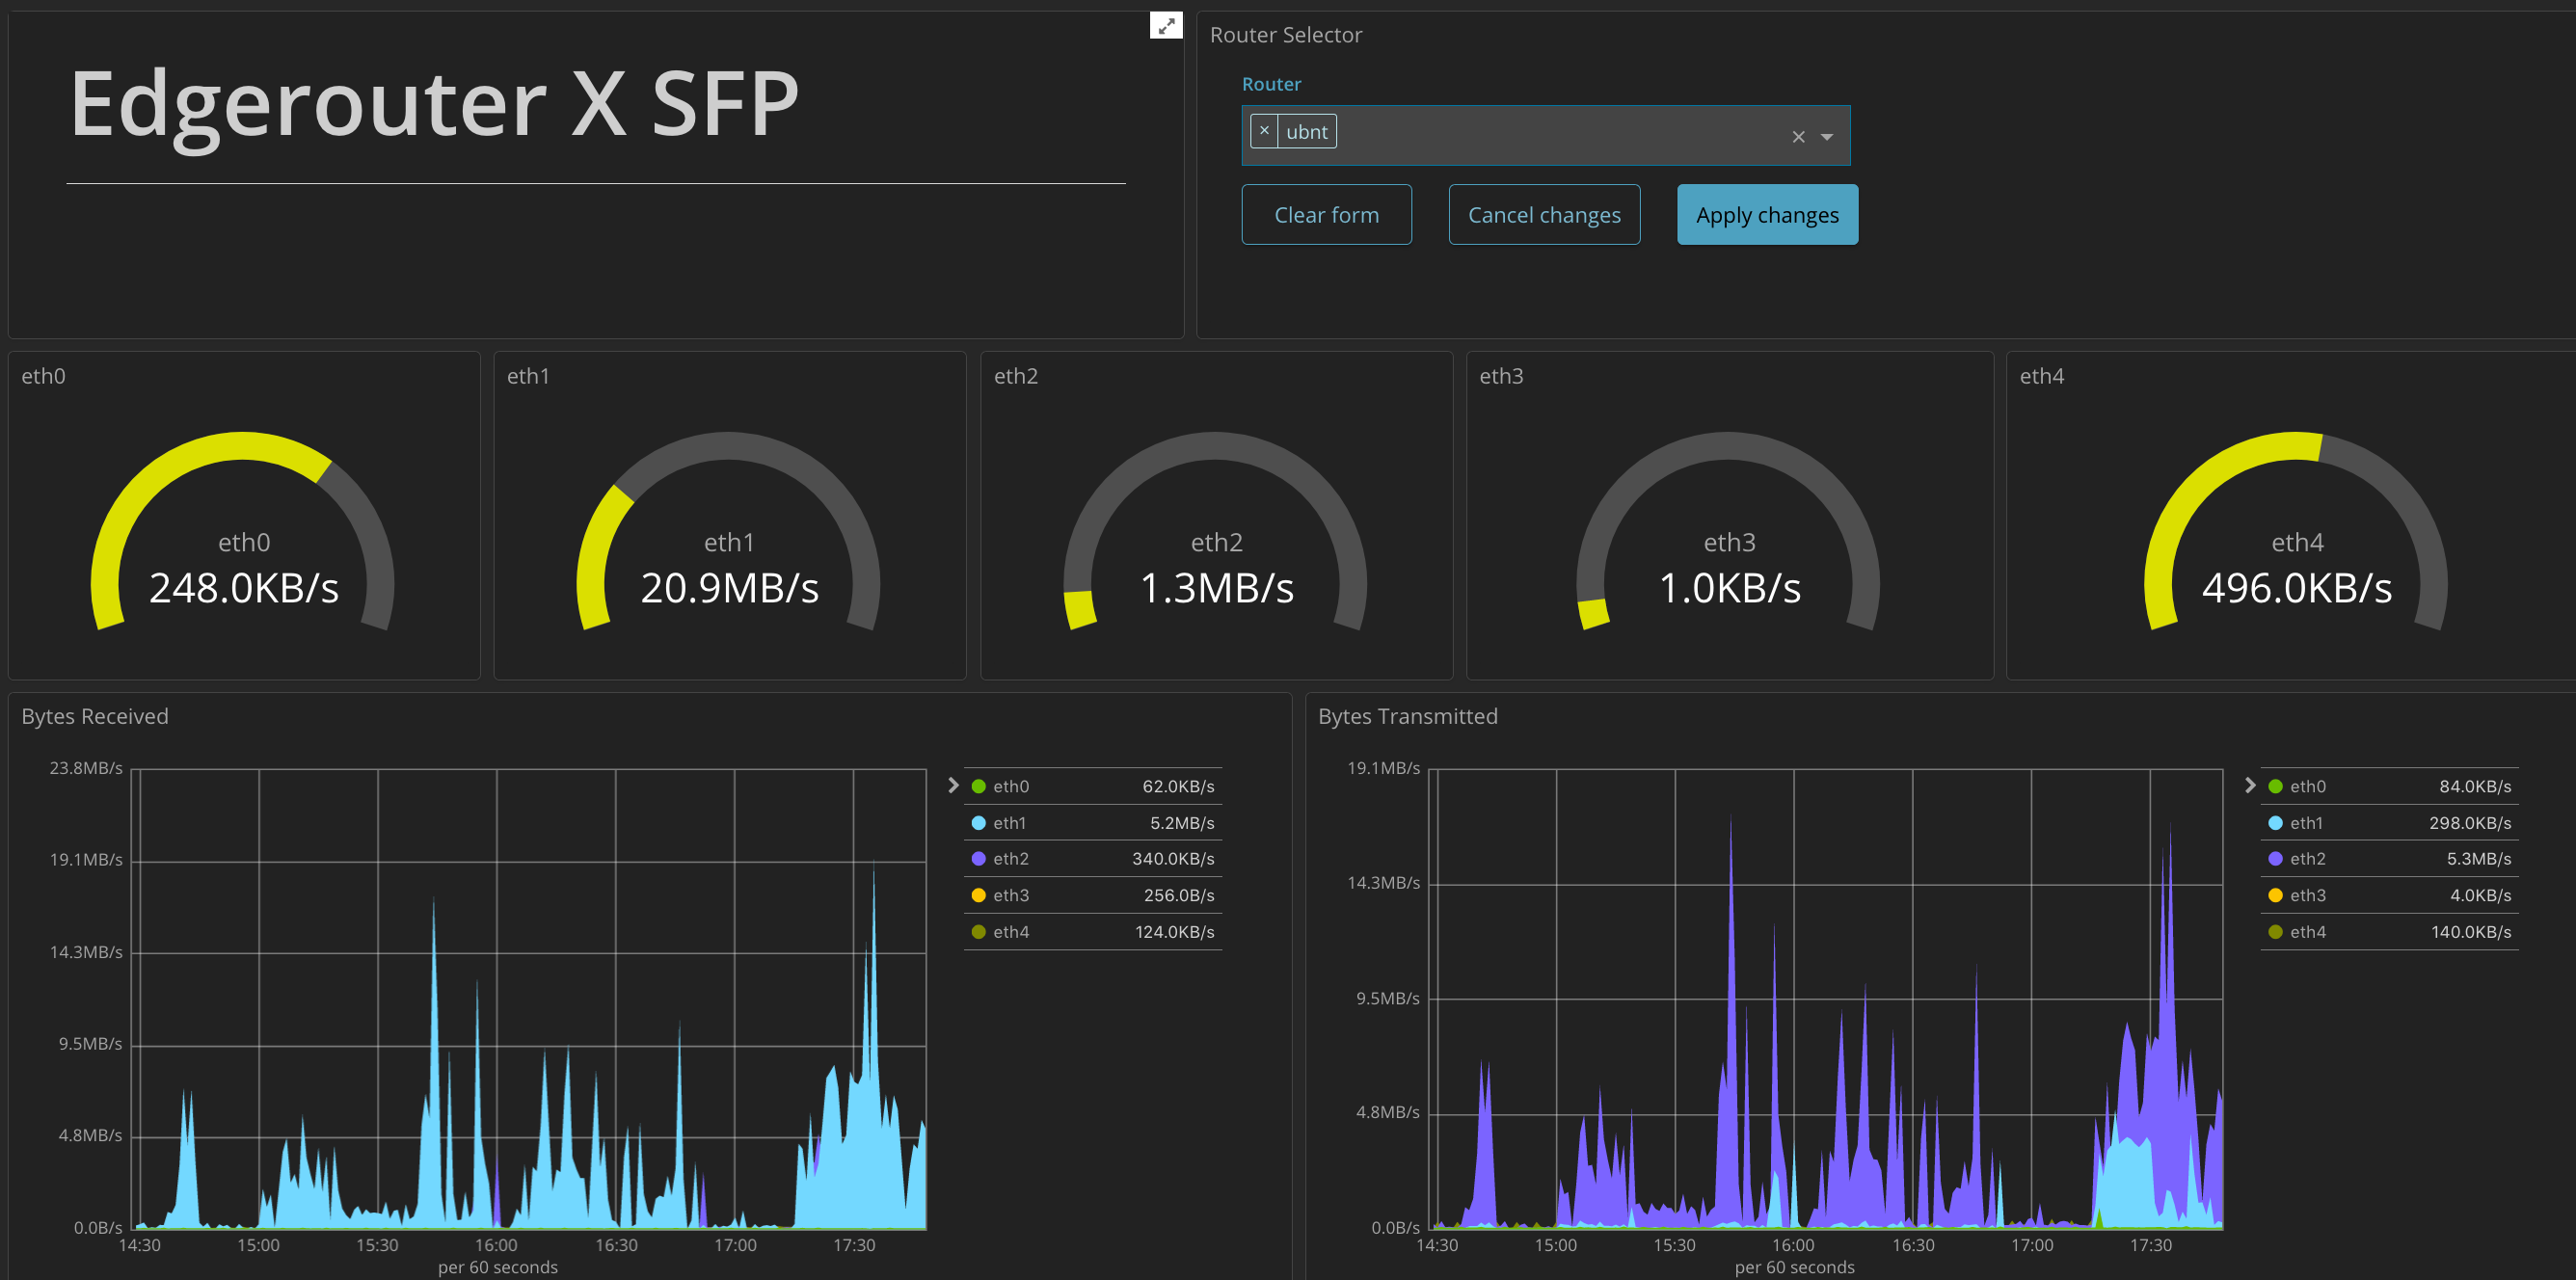 Edgerouter X SFP
Router Selector
Router
× ubnt
Clear form
Cancel changes
Apply changes
eth0
eth0
248.0KB/s
eth1
eth1
20.9MB/s
eth2
eth2
1.3MB/s
eth3
eth3
1.0KB/s
eth4
eth4
496.0KB/s
Bytes Received
23.8MB/s
19.1MB/s
14.3MB/s
9.5MB/s
4.8MB/s
0.0B/s
14:30 15:00 15:30 16:00 16:30 17:00 17:30
per 60 seconds
eth0 62.0KB/s
eth1 5.2MB/s
eth2 340.0KB/s
eth3 256.0B/s
eth4 124.0KB/s
Bytes Transmitted
19.1MB/s
14.3MB/s
9.5MB/s
4.8MB/s
0.0B/s
14:30 15:00 15:30 16:00 16:30 17:00 17:30
per 60 seconds
eth0 84.0KB/s
eth1 298.0KB/s
eth2 5.3MB/s
eth3 4.0KB/s
eth4 140.0KB/s